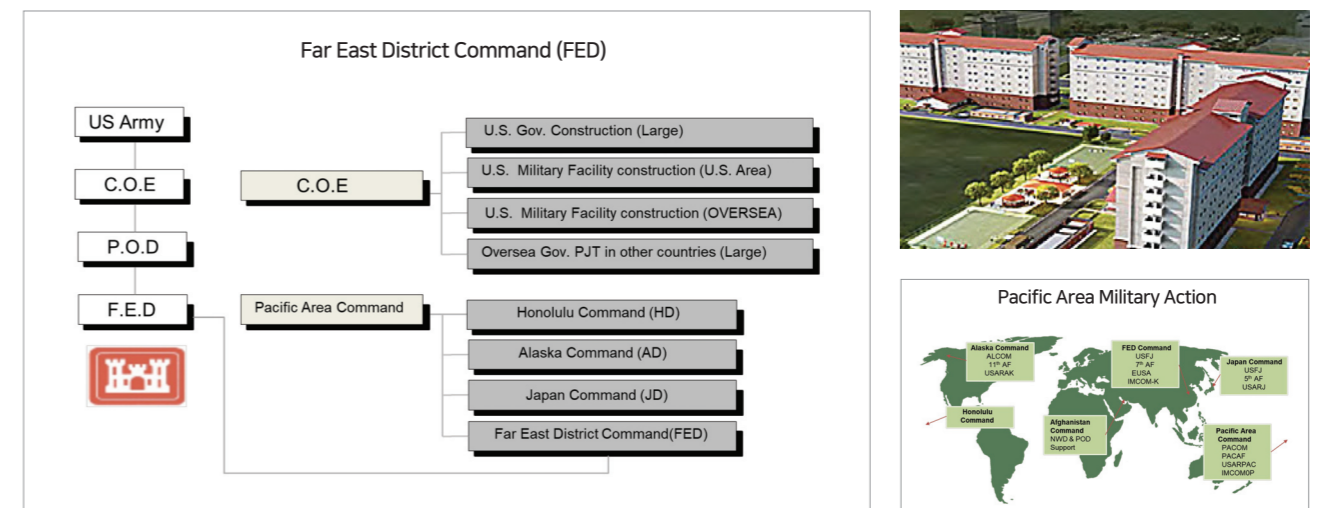 Far East District Command (FED)
US Army
C.O.E
P.O.D
F.E.D
C.O.E
U.S. Gov. Construction (Large)
U.S. Military Facility construction (U.S. Area)
U.S. Military Facility construction (OVERSEA)
Oversea Gov. PJT in other countries (Large)
Pacific Area Command
Honolulu Command (HD)
Alaska Command (AD)
Japan Command (JD)
Far East District Command(FED)
Pacific Area Military Action
Alaska Command
ALCOM
11th AF
USARAK
FED Command
USFJ
7th AF
EUSA
IMCOM-K
Japan Command
USFJ
5th AF
USARJ
Honolulu
Command
Afghanistan
Command
NWD & POD
Support
Pacific Area
Command
PACOM
PACAF
USARPAC
IMCOM0P